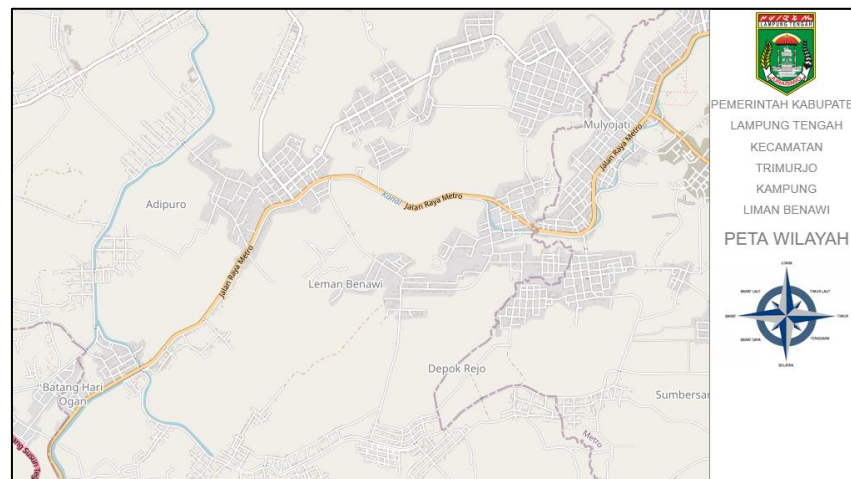 Mulyojati
Jalan Raya Metro
Adipuro
Kanal
Jalan Raya Metro
Jalan Raya Metro
Leman Benawi
Depok Rejo
Batang Hari
Ogan
Sumbersar
Metro
LAMPUNG TENGAH
PEMERINTAH KABUPATE
LAMPUNG TENGAH
KECAMATAN
TRIMURJO
KAMPUNG
LIMAN BENAWI
PETA WILAYAH
UTARA
BARAT LAUT
TIMUR LAUT
BARAT
TIMUR
BARAT DAYA
TENGGARA
SELATAN